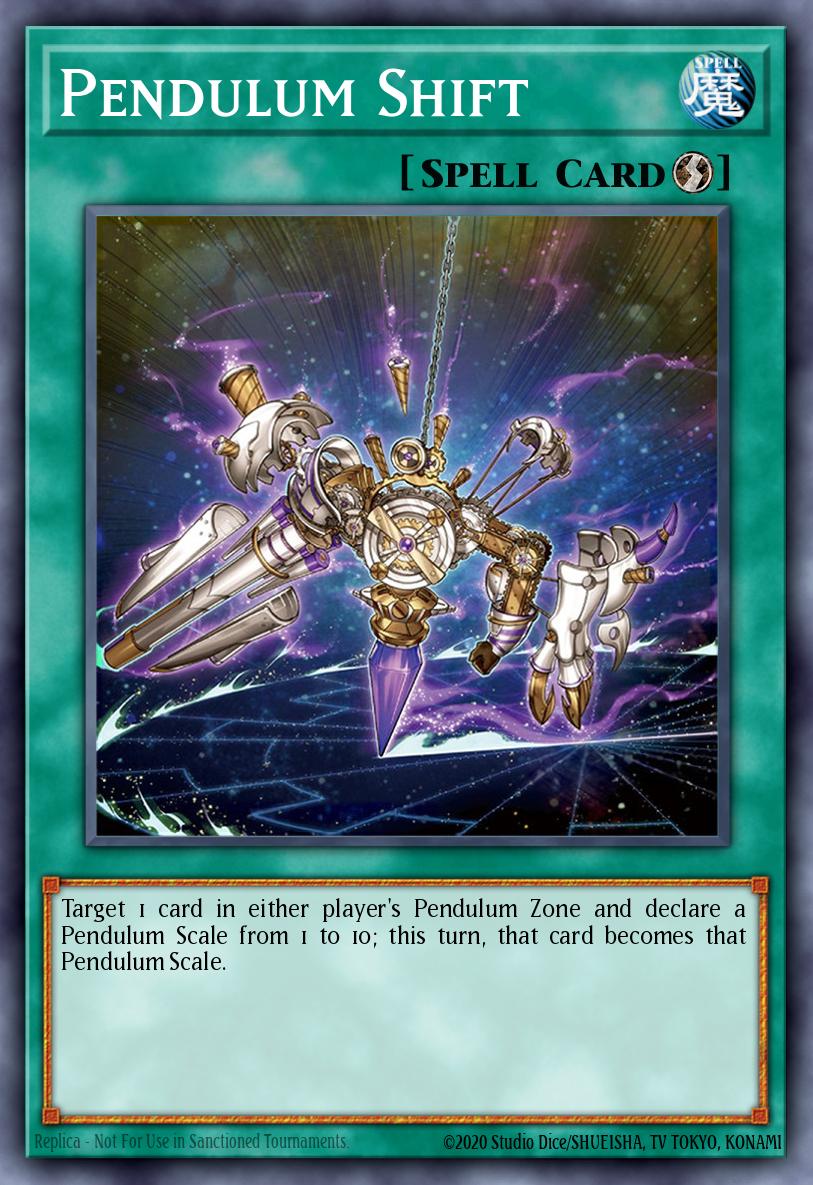 Pendulum Shift
SPELL
魔
[Spell Card]
Target 1 card in either player's Pendulum Zone and declare a
Pendulum Scale from 1 to 10; this turn, that card becomes that
Pendulum Scale.
Replica - Not For Use in Sanctioned Tournaments.
©2020 Studio Dice/SHUEISHA, TV TOKYO, KONAMI